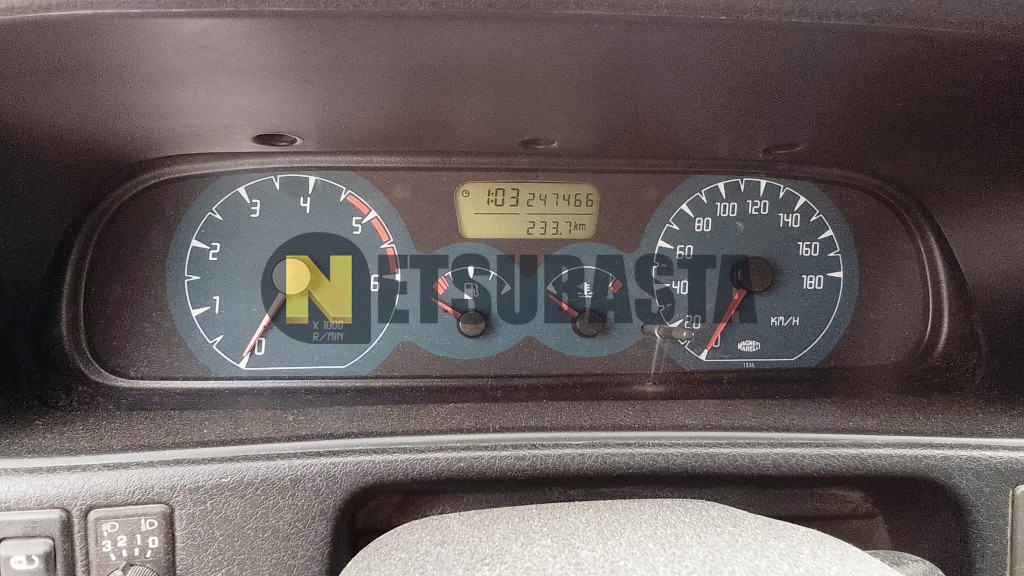 1:03 247466
233.7 km
0 1 2 3 4 5 6
X 1000
R/MIN
0 20 40 60 80 100 120 140 160 180
KM/H
MAGNETI
MARELLI
NETSUBASTA
3 2 1 0